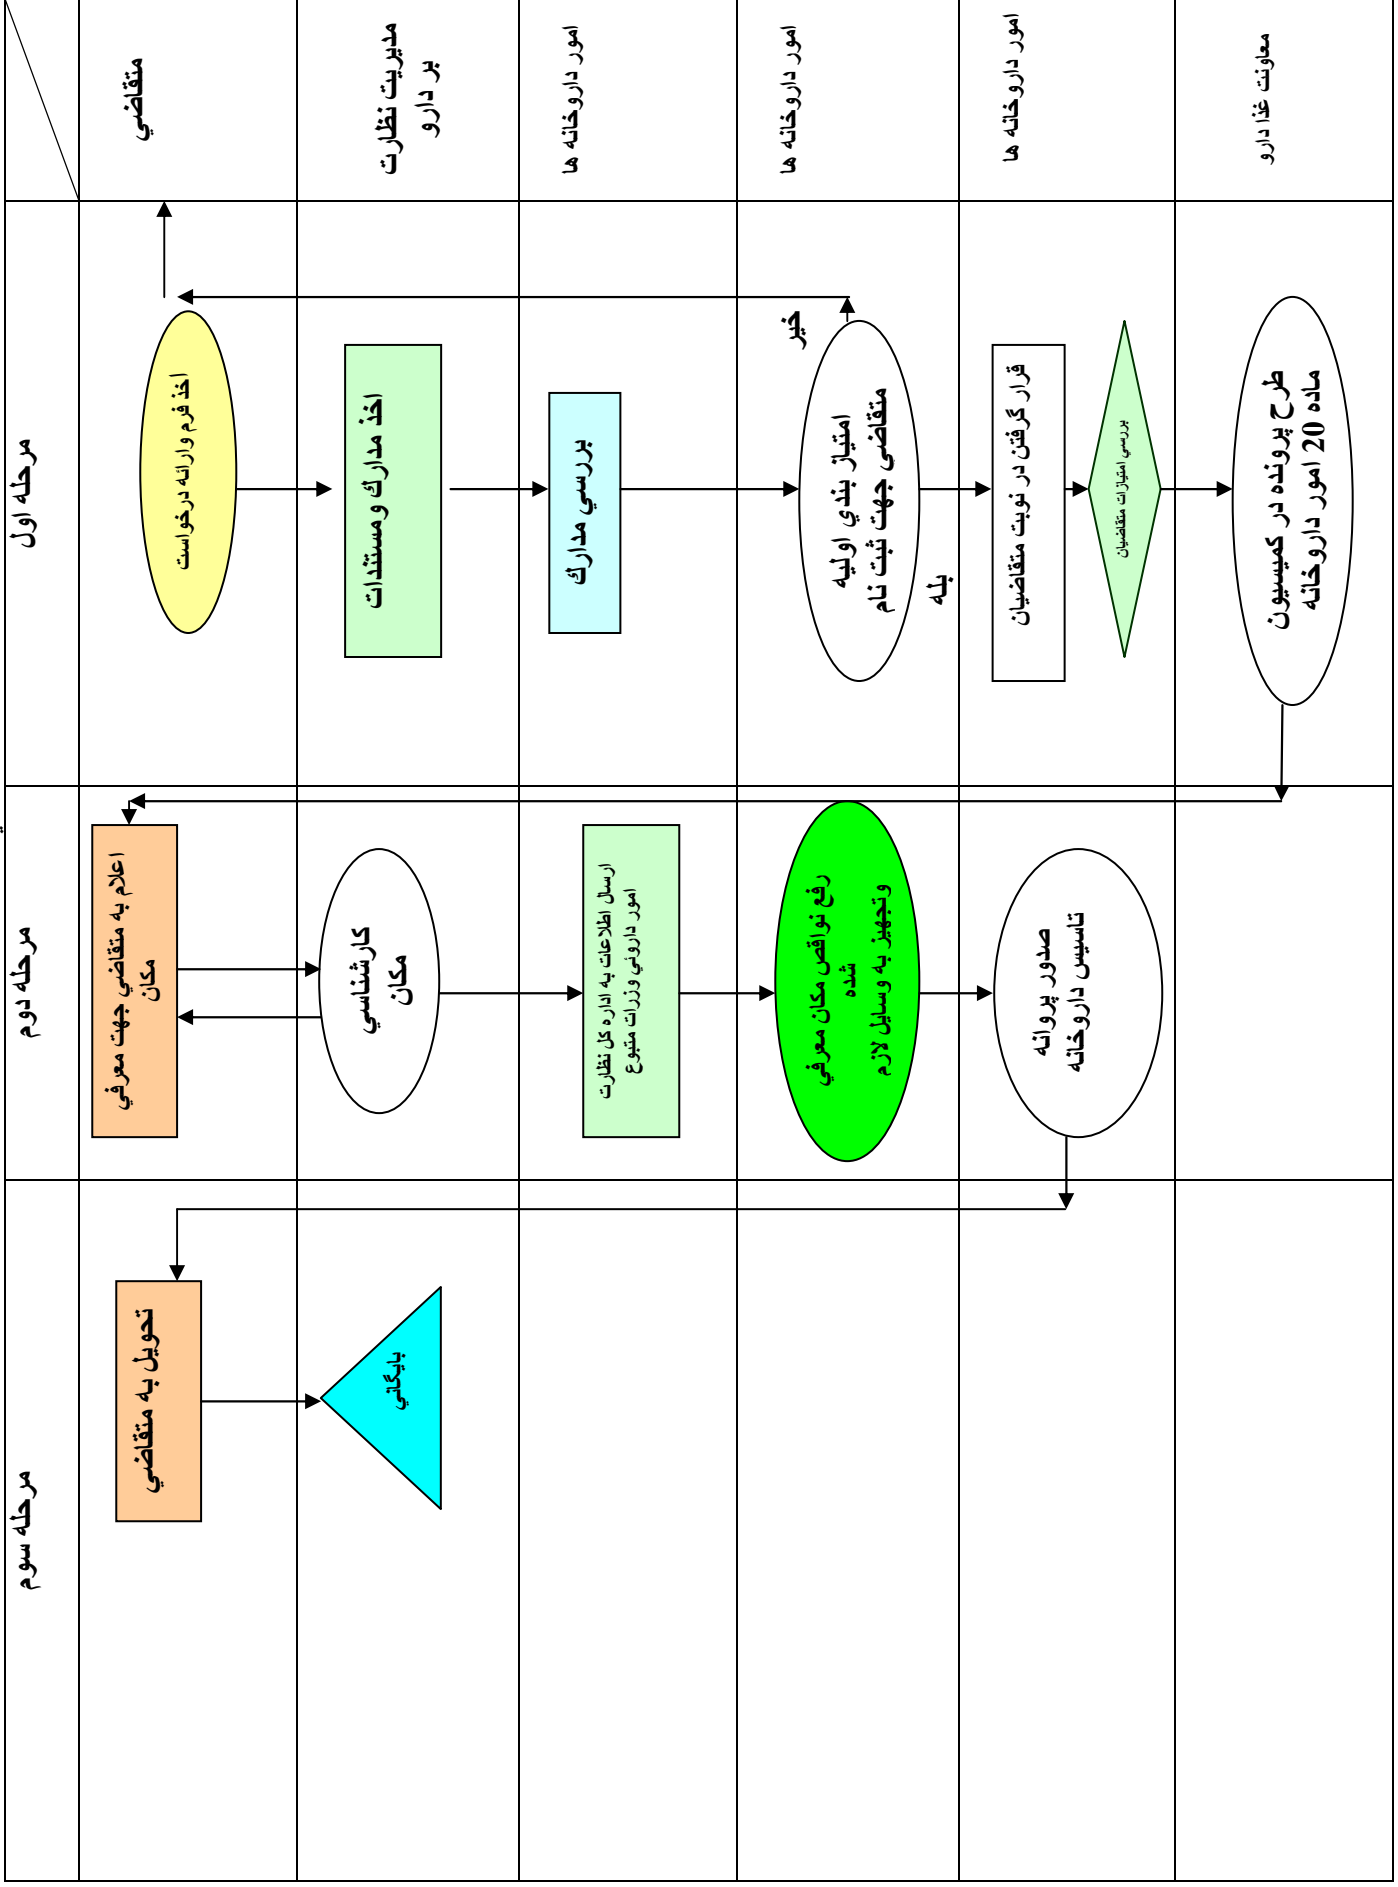 متقاضي
مديريت نظارت
بر دارو
امور داروخانه ها
امور داروخانه ها
امور داروخانه ها
معاونت غذا دارو
مرحله اول
اخذ فرم وارائه درخواست
اخذ مدارك ومستندات
بررسي مدارك
خير
امتياز بندي اوليه
متقاضي جهت ثبت نام
بله
قرار گرفتن در نوبت متقاضيان
بررسي امتيازات متقاضيان
طرح پرونده در كميسيون
ماده 20 امور داروخانه
مرحله دوم
اعلام به متقاضي جهت معرفي
مكان
كارشناسي
مكان
ارسال اطلاعات به اداره كل نظارت
امور داروئي وزرات متبوع
رفع نواقص مكان معرفي
شده
وتجهيز به وسايل لازم
صدور پروانه
تاسيس داروخانه
مرحله سوم
تحويل به متقاضي
بايگاني